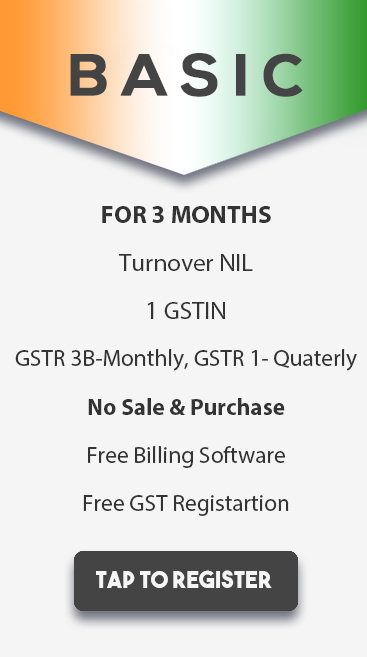 BASIC
FOR 3 MONTHS
Turnover NIL
1 GSTIN
GSTR 3B-Monthly, GSTR 1- Quaterly
No Sale & Purchase
Free Billing Software
Free GST Registartion
TAP TO REGISTER